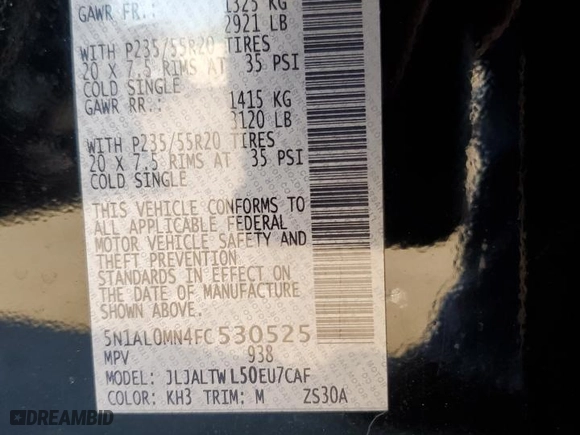 GAWR FR.: 1325 KG
2921 LB
WITH P235/55R20 TIRES
20 X 7.5 RIMS AT 35 PSI
COLD SINGLE
GAWR RR.: 1415 KG
3120 LB
WITH P235/55R20 TIRES
20 X 7.5 RIMS AT 35 PSI
COLD SINGLE
THIS VEHICLE CONFORMS TO
ALL APPLICABLE FEDERAL
MOTOR VEHICLE SAFETY AND
THEFT PREVENTION
STANDARDS IN EFFECT ON
THE DATE OF MANUFACTURE
SHOWN ABOVE.
5N1AL0MN4FC530525
MPV 938
MODEL: JLJALTWL50EU7CAF
COLOR: KH3 TRIM: M ZS30A
DREAMBID